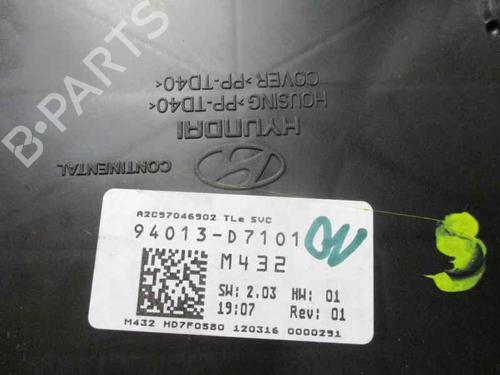 COVER >PP-TD40<
HOUSING >PP-TD40<
HYUNDAI
CONTINENTAL
A2C97046902 TLe SVC
94013-D7101
M432
SW: 2.03 HW: 01
19:07 Rev: 01
M432 HD7F0580 120316 0000291
B-PARTS